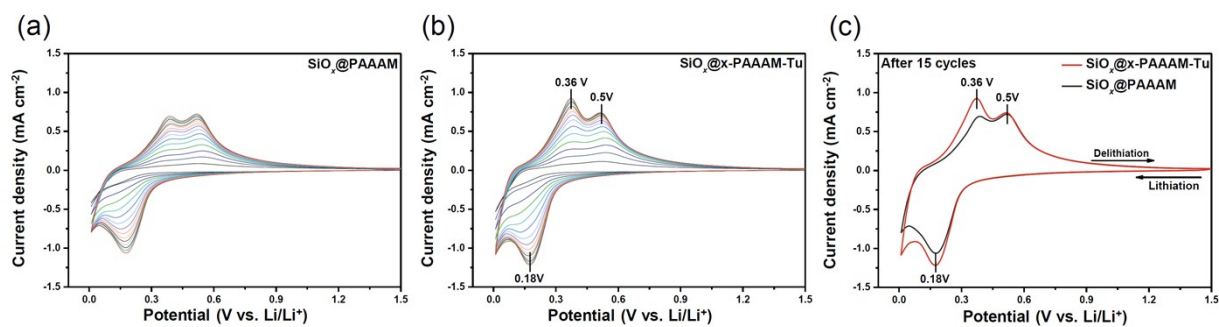 (a)
SiOₓ@PAAAM
Current density (mA cm⁻²)
1.5
1.0
0.5
0.0
-0.5
-1.0
-1.5
0.0 0.3 0.6 0.9 1.2 1.5
Potential (V vs. Li/Li⁺)
(b)
SiOₓ@x-PAAAM-Tu
0.36 V
0.5V
0.18V
Current density (mA cm⁻²)
1.5
1.0
0.5
0.0
-0.5
-1.0
-1.5
0.0 0.3 0.6 0.9 1.2 1.5
Potential (V vs. Li/Li⁺)
(c)
After 15 cycles
SiOₓ@x-PAAAM-Tu
SiOₓ@PAAAM
0.36 V
0.5V
Delithiation
Lithiation
0.18V
Current density (mA cm⁻²)
1.5
1.0
0.5
0.0
-0.5
-1.0
-1.5
0.0 0.3 0.6 0.9 1.2 1.5
Potential (V vs. Li/Li⁺)